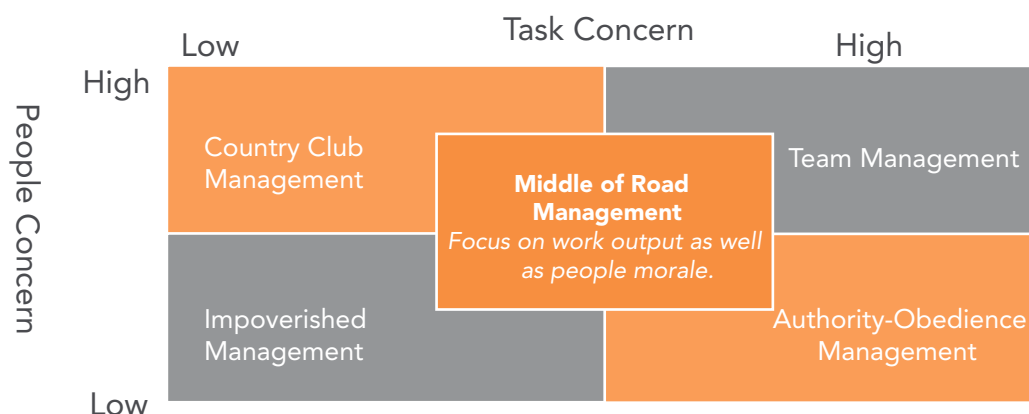 Task Concern
Low
High
High
People Concern
Country Club
Management
Team Management
Middle of Road
Management
Focus on work output as well
as people morale.
Impoverished
Management
Authority-Obedience
Management
Low